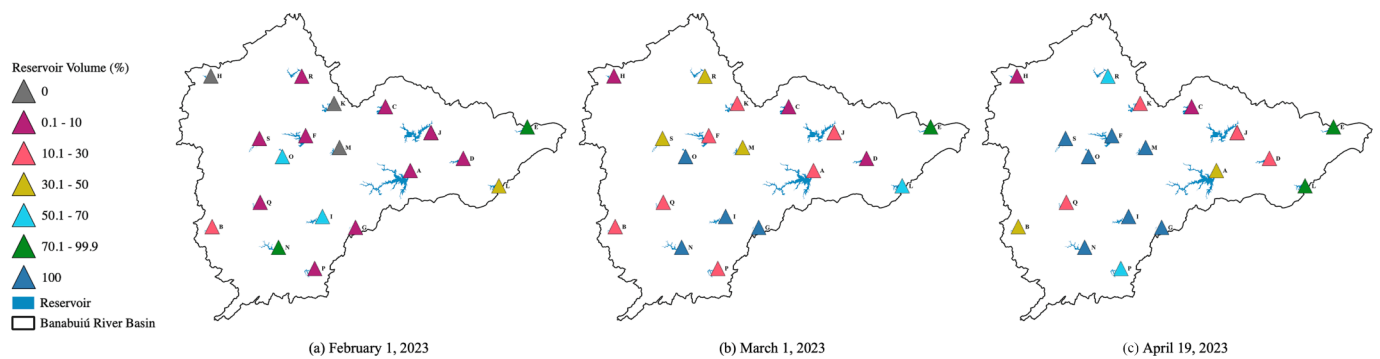 Reservoir Volume (%)
0
0.1 - 10
10.1 - 30
30.1 - 50
50.1 - 70
70.1 - 99.9
100
Reservoir
Banabuiú River Basin
H
R
K
C
E
S
F
J
O
M
D
A
L
Q
I
B
G
N
P
(a) February 1, 2023
H
R
K
C
E
S
F
J
O
M
D
A
L
Q
I
B
G
N
P
(b) March 1, 2023
H
R
K
C
E
S
F
J
O
M
D
A
L
Q
I
B
G
N
P
(c) April 19, 2023